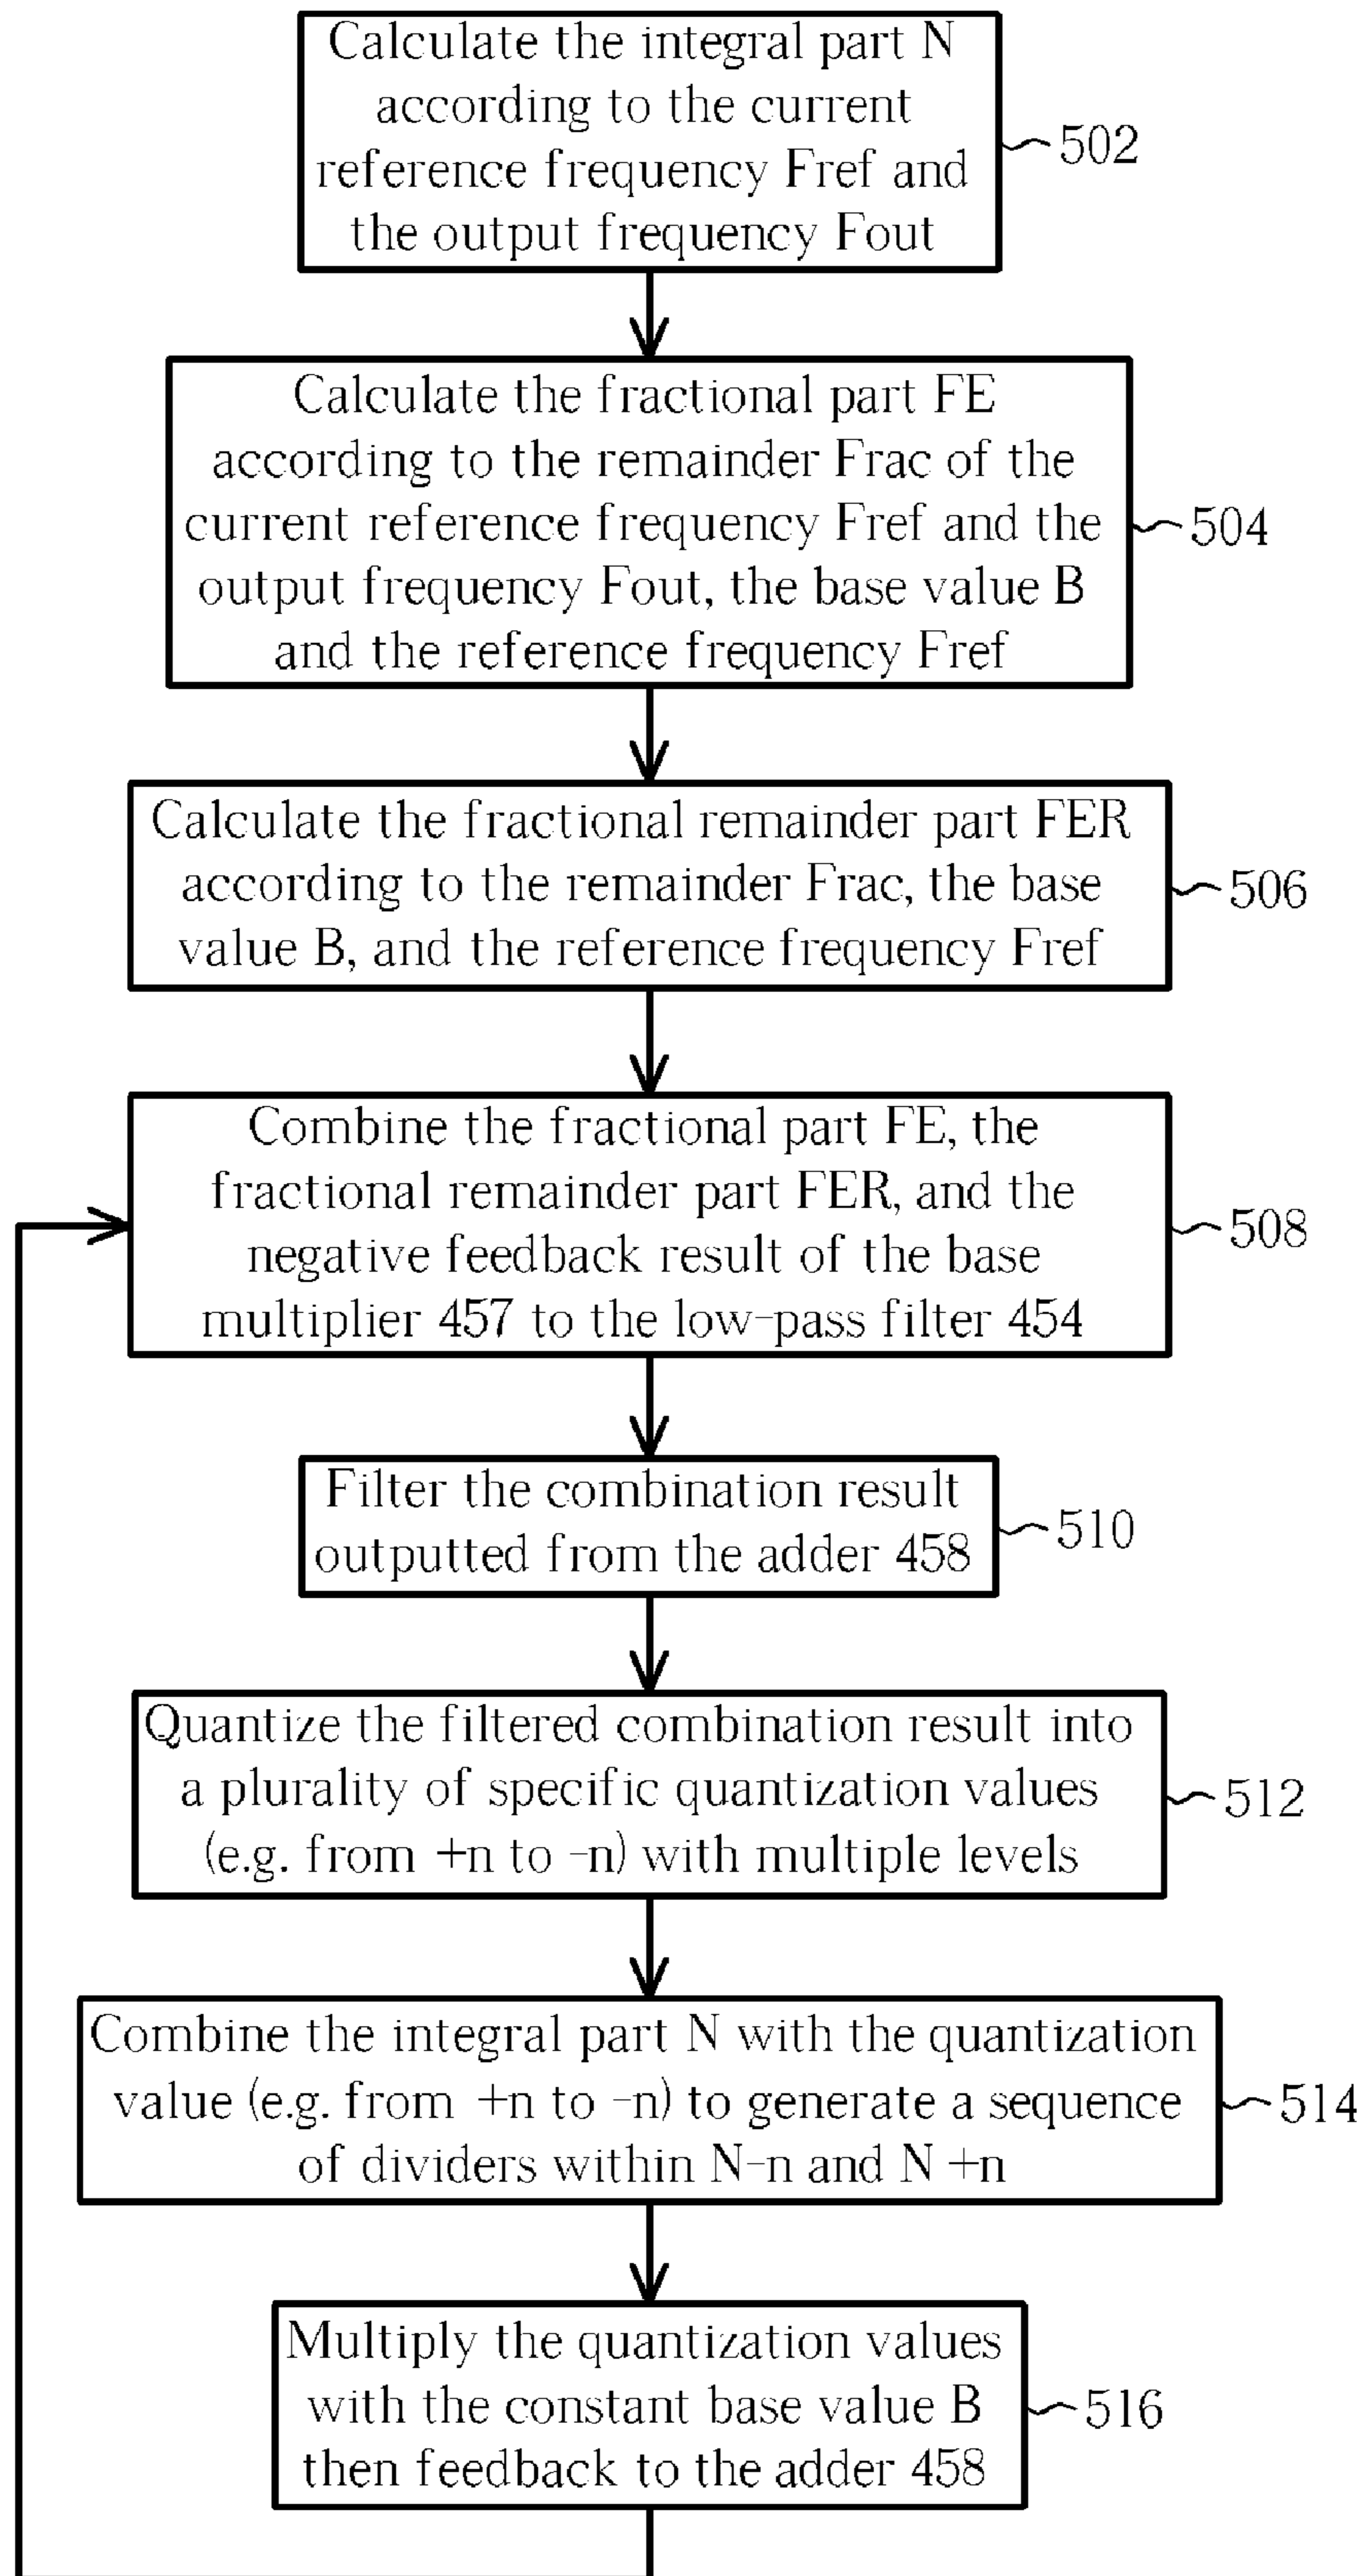 Calculate the integral part N
according to the current
reference frequency Fref and
the output frequency Fout
502
Calculate the fractional part FE
according to the remainder Frac of the
current reference frequency Fref and the
output frequency Fout, the base value B
and the reference frequency Fref
504
Calculate the fractional remainder part FER
according to the remainder Frac, the base
value B, and the reference frequency Fref
506
Combine the fractional part FE, the
fractional remainder part FER, and the
negative feedback result of the base
multiplier 457 to the low-pass filter 454
508
Filter the combination result
outputted from the adder 458
510
Quantize the filtered combination result into
a plurality of specific quantization values
(e.g. from +n to -n) with multiple levels
512
Combine the integral part N with the quantization
value (e.g. from +n to -n) to generate a sequence
of dividers within N-n and N+n
514
Multiply the quantization values
with the constant base value B
then feedback to the adder 458
516